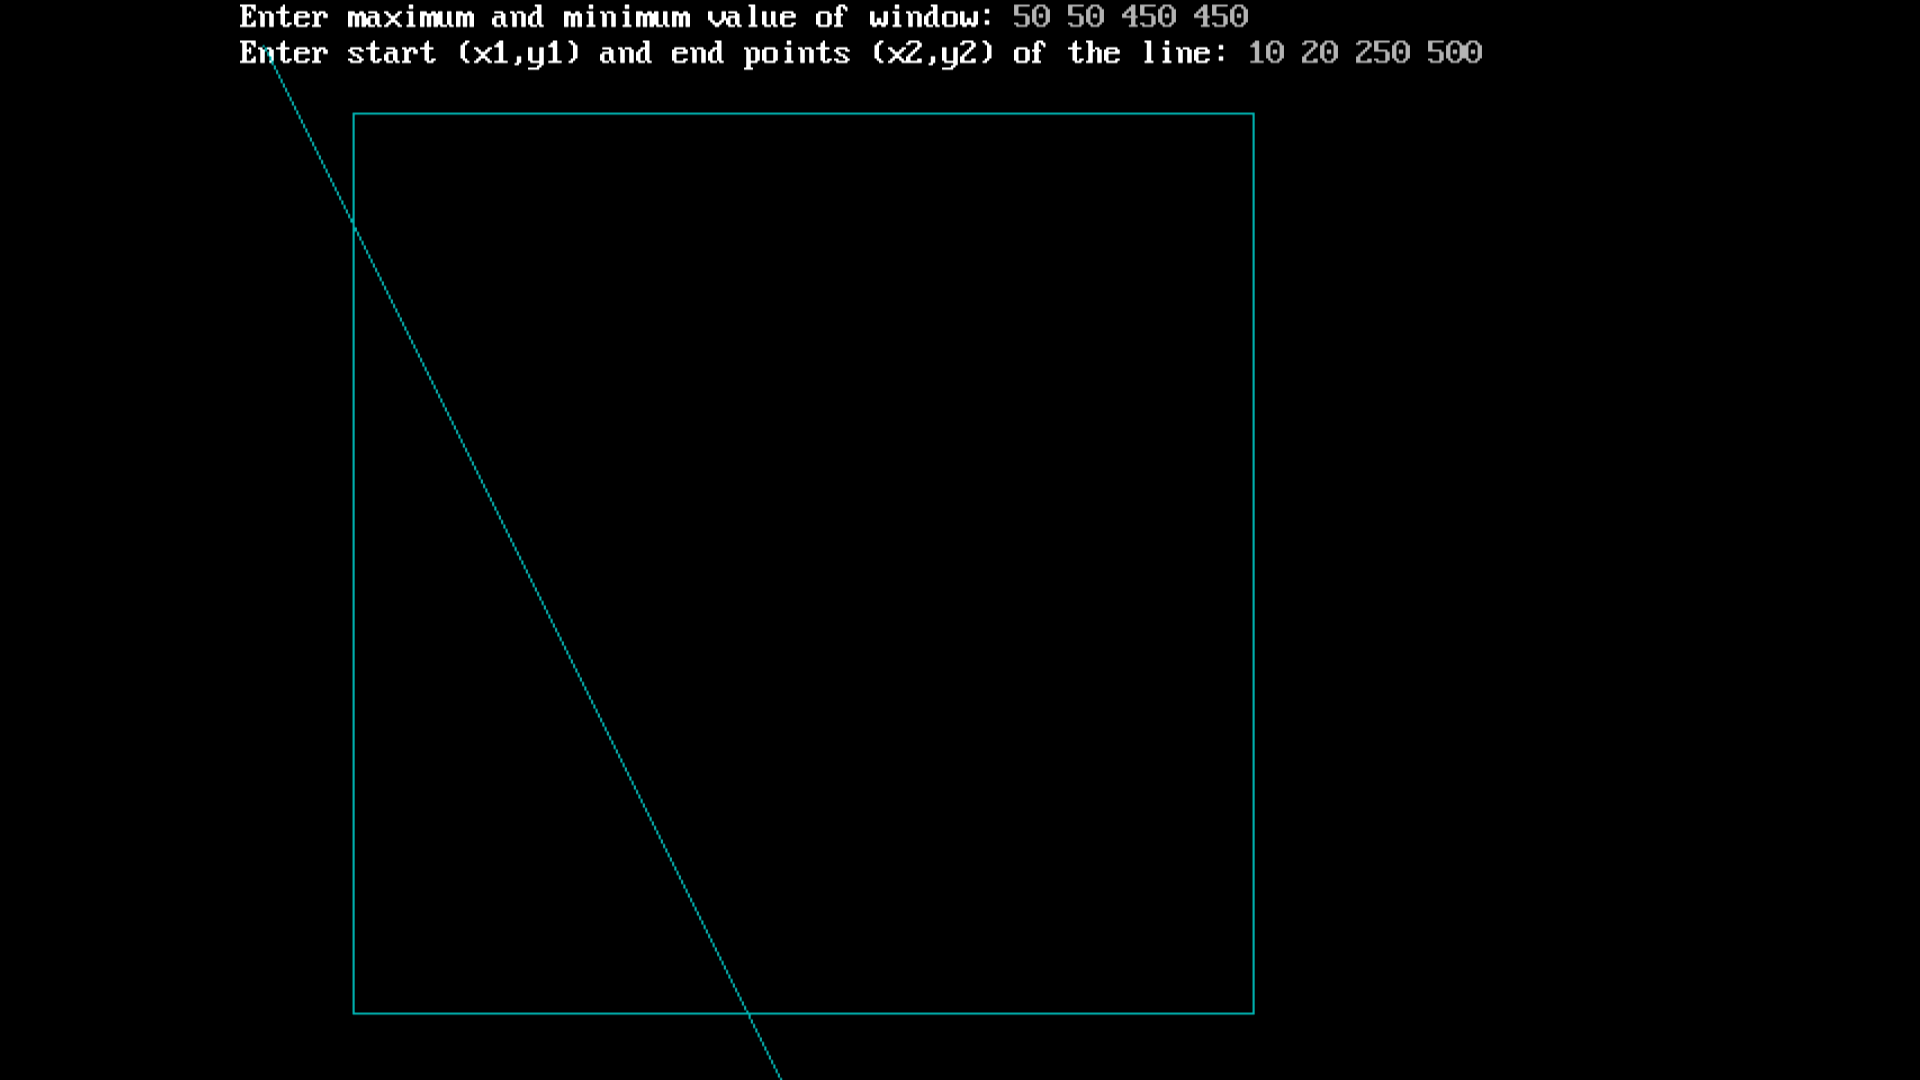 Enter maximum and minimum value of window: 50 50 450 450
Enter start (x1,y1) and end points (x2,y2) of the line: 10 20 250 500